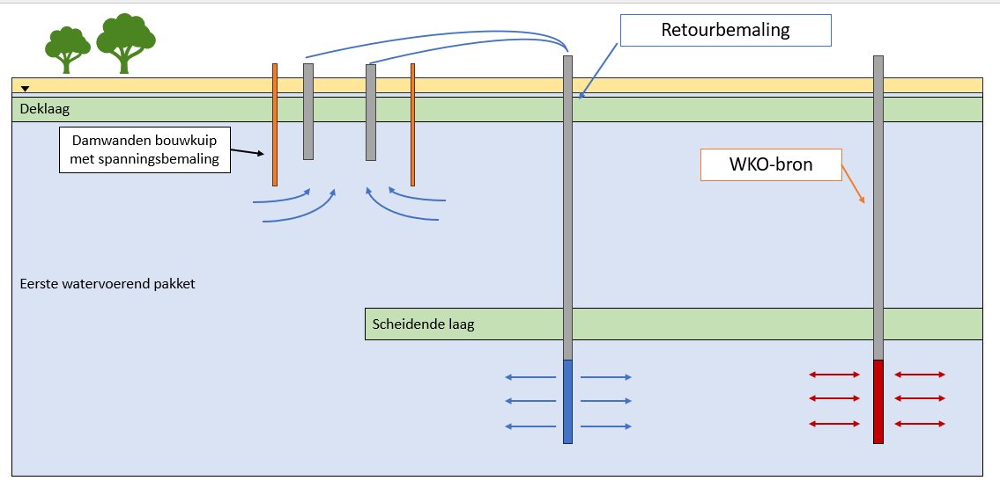 Retourbemaling
Deklaag
Damwanden bouwkuip
met spanningsbemaling
WKO-bron
Eerste watervoerend pakket
Scheidende laag